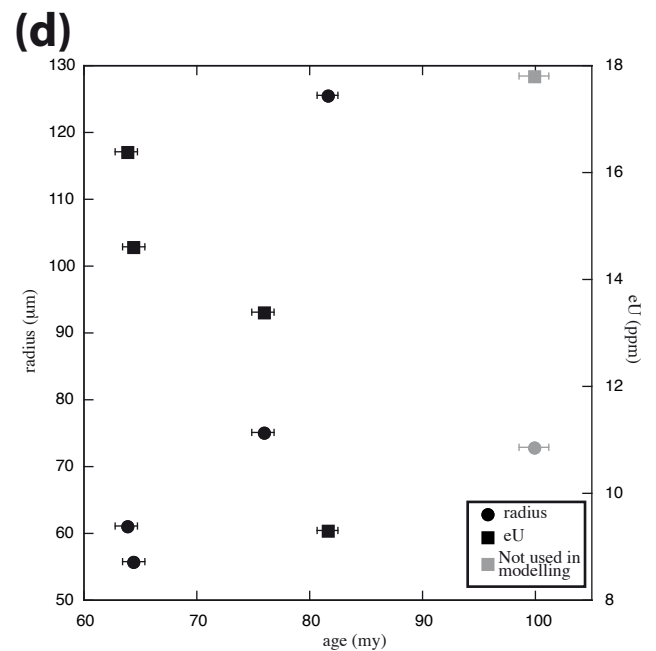 (d)
130
120
110
100
90
80
70
60
50
radius (μm)
18
16
14
12
10
8
eU (ppm)
radius
eU
Not used in
modelling
60 70 80 90 100
age (my)